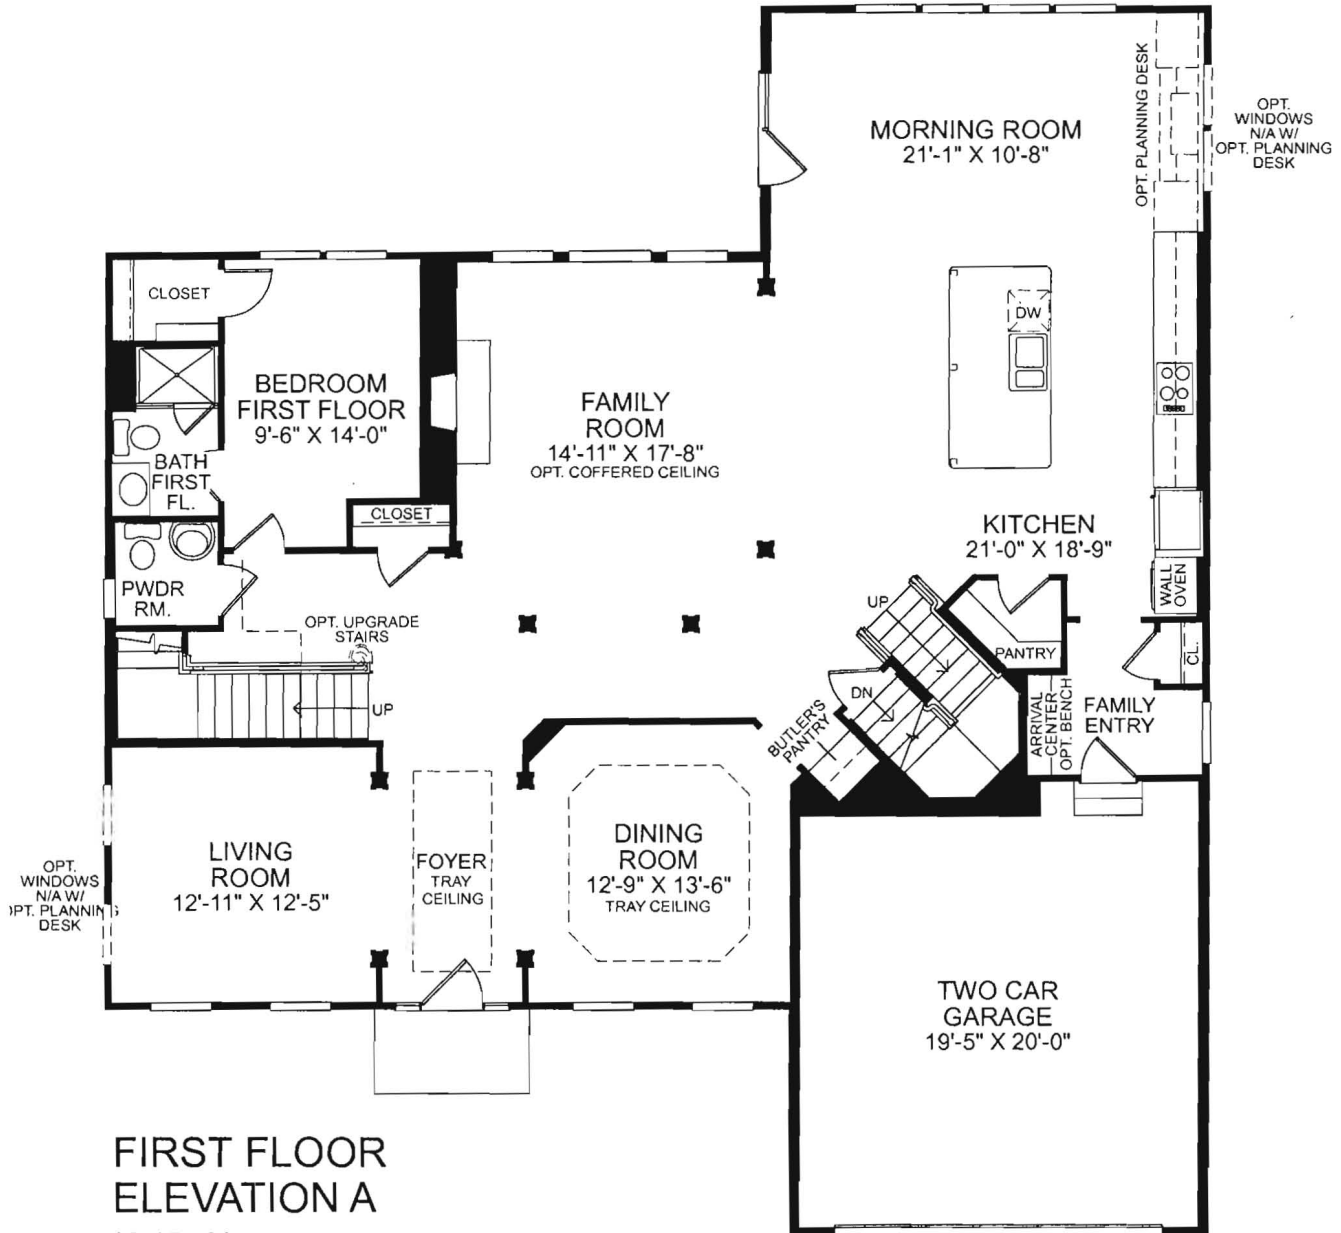 OPT. PLANNING DESK
MORNING ROOM
21'-1" X 10'-8"
OPT.
WINDOWS
N/A W/
OPT. PLANNING
DESK
CLOSET
BEDROOM
FIRST FLOOR
9'-6" X 14'-0"
BATH
FIRST
FL.
CLOSET
PWDR
RM.
OPT. UPGRADE
STAIRS
UP
FAMILY
ROOM
14'-11" X 17'-8"
OPT. COFFERED CEILING
DW
KITCHEN
21'-0" X 18'-9"
WALL
OVEN
UP
PANTRY
CL.
DN
BUTLER'S
PANTRY
ARRIVAL
CENTER
OPT. BENCH
FAMILY
ENTRY
OPT.
WINDOWS
N/A W/
OPT. PLANNING
DESK
LIVING
ROOM
12'-11" X 12'-5"
FOYER
TRAY
CEILING
DINING
ROOM
12'-9" X 13'-6"
TRAY CEILING
TWO CAR
GARAGE
19'-5" X 20'-0"
FIRST FLOOR
ELEVATION A